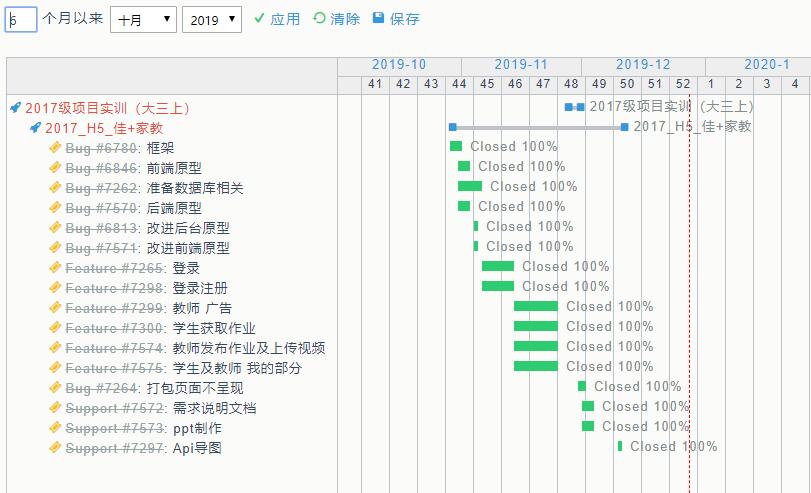 6 个月以来 十月 2019 应用 清除 保存
2019-10 2019-11 2019-12 2020-1
41 42 43 44 45 46 47 48 49 50 51 52 1 2 3 4
2017级项目实训（大三上） 2017级项目实训（大三上）
2017_H5_佳+家教 2017_H5_佳+家教
Bug #6780: 框架 Closed 100%
Bug #6846: 前端原型 Closed 100%
Bug #7262: 准备数据库相关 Closed 100%
Bug #7570: 后端原型 Closed 100%
Bug #6813: 改进后台原型 Closed 100%
Bug #7571: 改进前端原型 Closed 100%
Feature #7265: 登录 Closed 100%
Feature #7298: 登录注册 Closed 100%
Feature #7299: 教师 广告 Closed 100%
Feature #7300: 学生获取作业 Closed 100%
Feature #7574: 教师发布作业及上传视频 Closed 100%
Feature #7575: 学生及教师 我的部分 Closed 100%
Bug #7264: 打包页面不呈现 Closed 100%
Support #7572: 需求说明文档 Closed 100%
Support #7573: ppt制作 Closed 100%
Support #7297: Api导图 Closed 100%